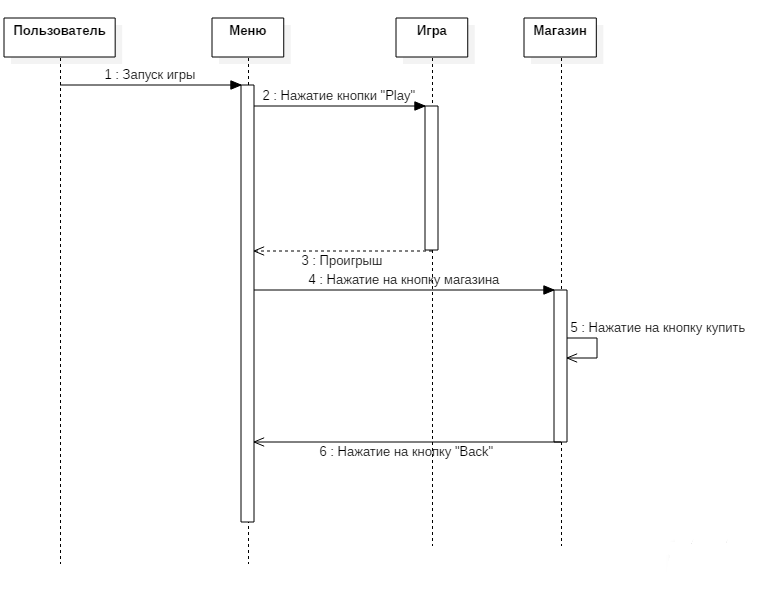 Пользователь
Меню
Игра
Магазин
1 : Запуск игры
2 : Нажатие кнопки "Play"
3 : Проигрыш
4 : Нажатие на кнопку магазина
5 : Нажатие на кнопку купить
6 : Нажатие на кнопку "Back"